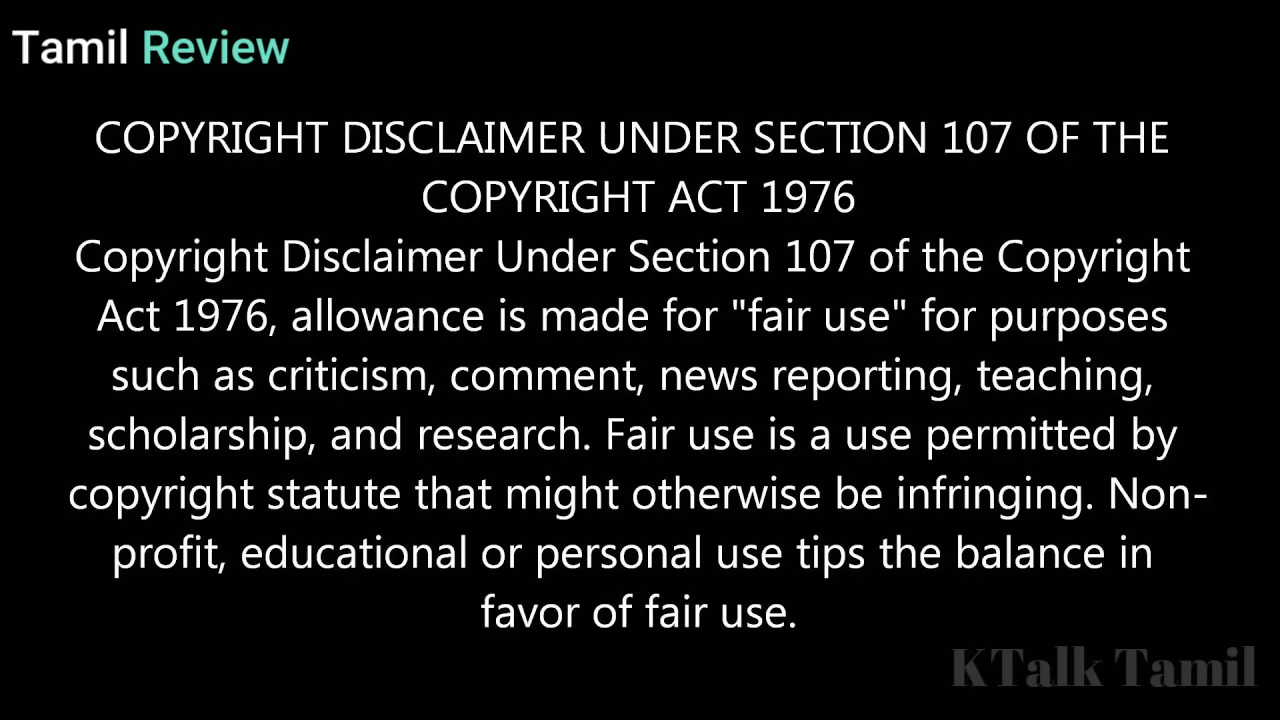 Tamil Review
COPYRIGHT DISCLAIMER UNDER SECTION 107 OF THE
COPYRIGHT ACT 1976
Copyright Disclaimer Under Section 107 of the Copyright
Act 1976, allowance is made for "fair use" for purposes
such as criticism, comment, news reporting, teaching,
scholarship, and research. Fair use is a use permitted by
copyright statute that might otherwise be infringing. Non-
profit, educational or personal use tips the balance in
favor of fair use.
KTalk Tamil